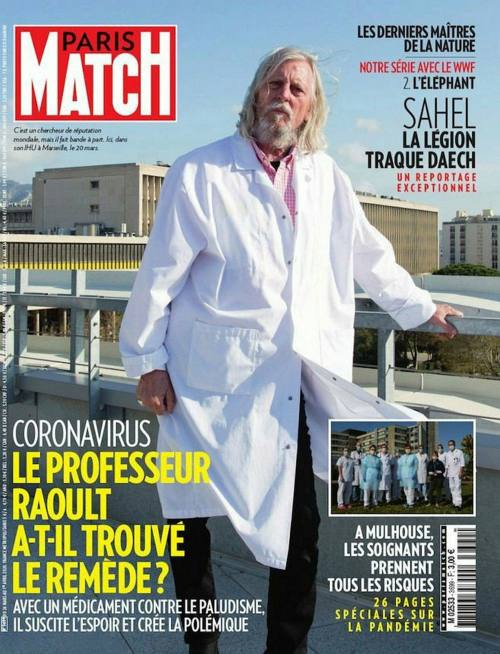 PARIS
MATCH
C'est un chercheur de réputation
mondiale, mais il fait bande à part. Ici, dans
son IHU à Marseille, le 20 mars.
LES DERNIERS MAÎTRES
DE LA NATURE
NOTRE SÉRIE AVEC LE WWF
2. L'ÉLÉPHANT
SAHEL
LA LÉGION
TRAQUE DAECH
UN REPORTAGE
EXCEPTIONNEL
CORONAVIRUS
LE PROFESSEUR
RAOULT
A-T-IL TROUVÉ
LE REMÈDE ?
AVEC UN MÉDICAMENT CONTRE LE PALUDISME,
IL SUSCITE L'ESPOIR ET CRÉE LA POLÉMIQUE
A MULHOUSE,
LES SOIGNANTS
PRENNENT
TOUS LES RISQUES
26 PAGES
SPÉCIALES SUR
LA PANDÉMIE
www.parismatch.com
M 02533 - 3699 - F: 3,00 €